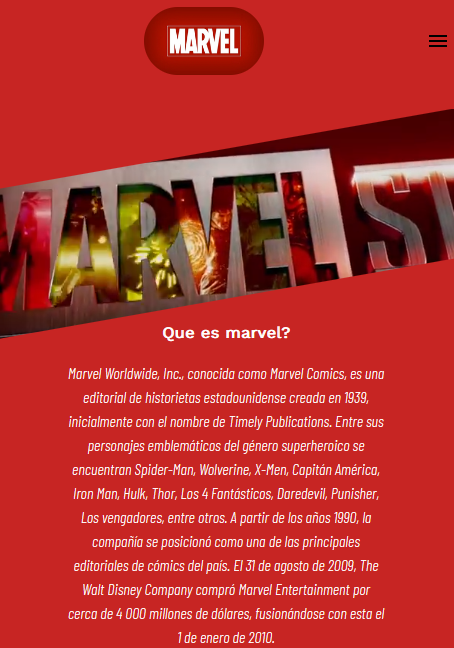 MARVEL
MARVEL ST
Que es marvel?
Marvel Worldwide, Inc., conocida como Marvel Comics, es una
editorial de historietas estadounidense creada en 1939,
inicialmente con el nombre de Timely Publications. Entre sus
personajes emblemáticos del género superheroico se
encuentran Spider-Man, Wolverine, X-Men, Capitán América,
Iron Man, Hulk, Thor, Los 4 Fantásticos, Daredevil, Punisher,
Los vengadores, entre otros. A partir de los años 1990, la
compañía se posicionó como una de las principales
editoriales de cómics del país. El 31 de agosto de 2009, The
Walt Disney Company compró Marvel Entertainment por
cerca de 4 000 millones de dólares, fusionándose con esta el
1 de enero de 2010.